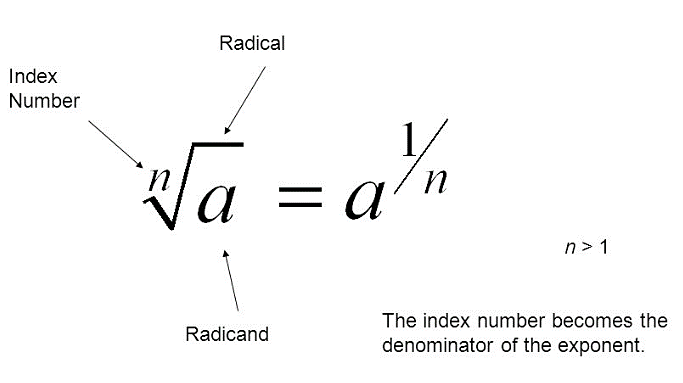 Radical
Index
Number
ⁿ√a = a^{1/n}
n > 1
Radicand
The index number becomes the
denominator of the exponent.